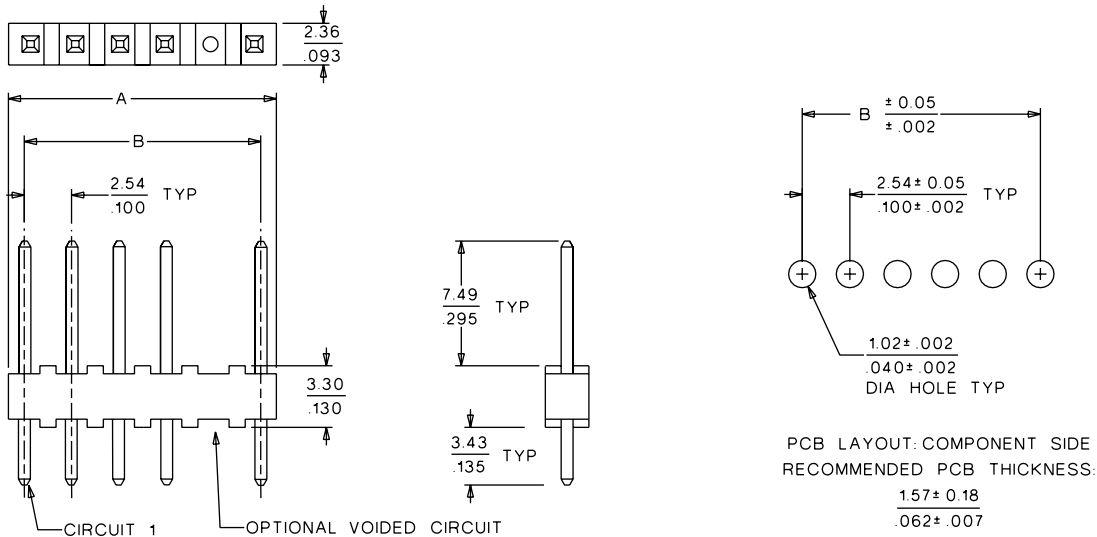 2.36
.093
A
B
2.54
.100
TYP
7.49
.295
TYP
3.30
.130
3.43
.135
TYP
CIRCUIT 1
OPTIONAL VOIDED CIRCUIT
B ± 0.05
± .002
2.54± 0.05
.100± .002
TYP
1.02± .002
.040± .002
DIA HOLE TYP
PCB LAYOUT: COMPONENT SIDE
RECOMMENDED PCB THICKNESS:
1.57± 0.18
.062± .007